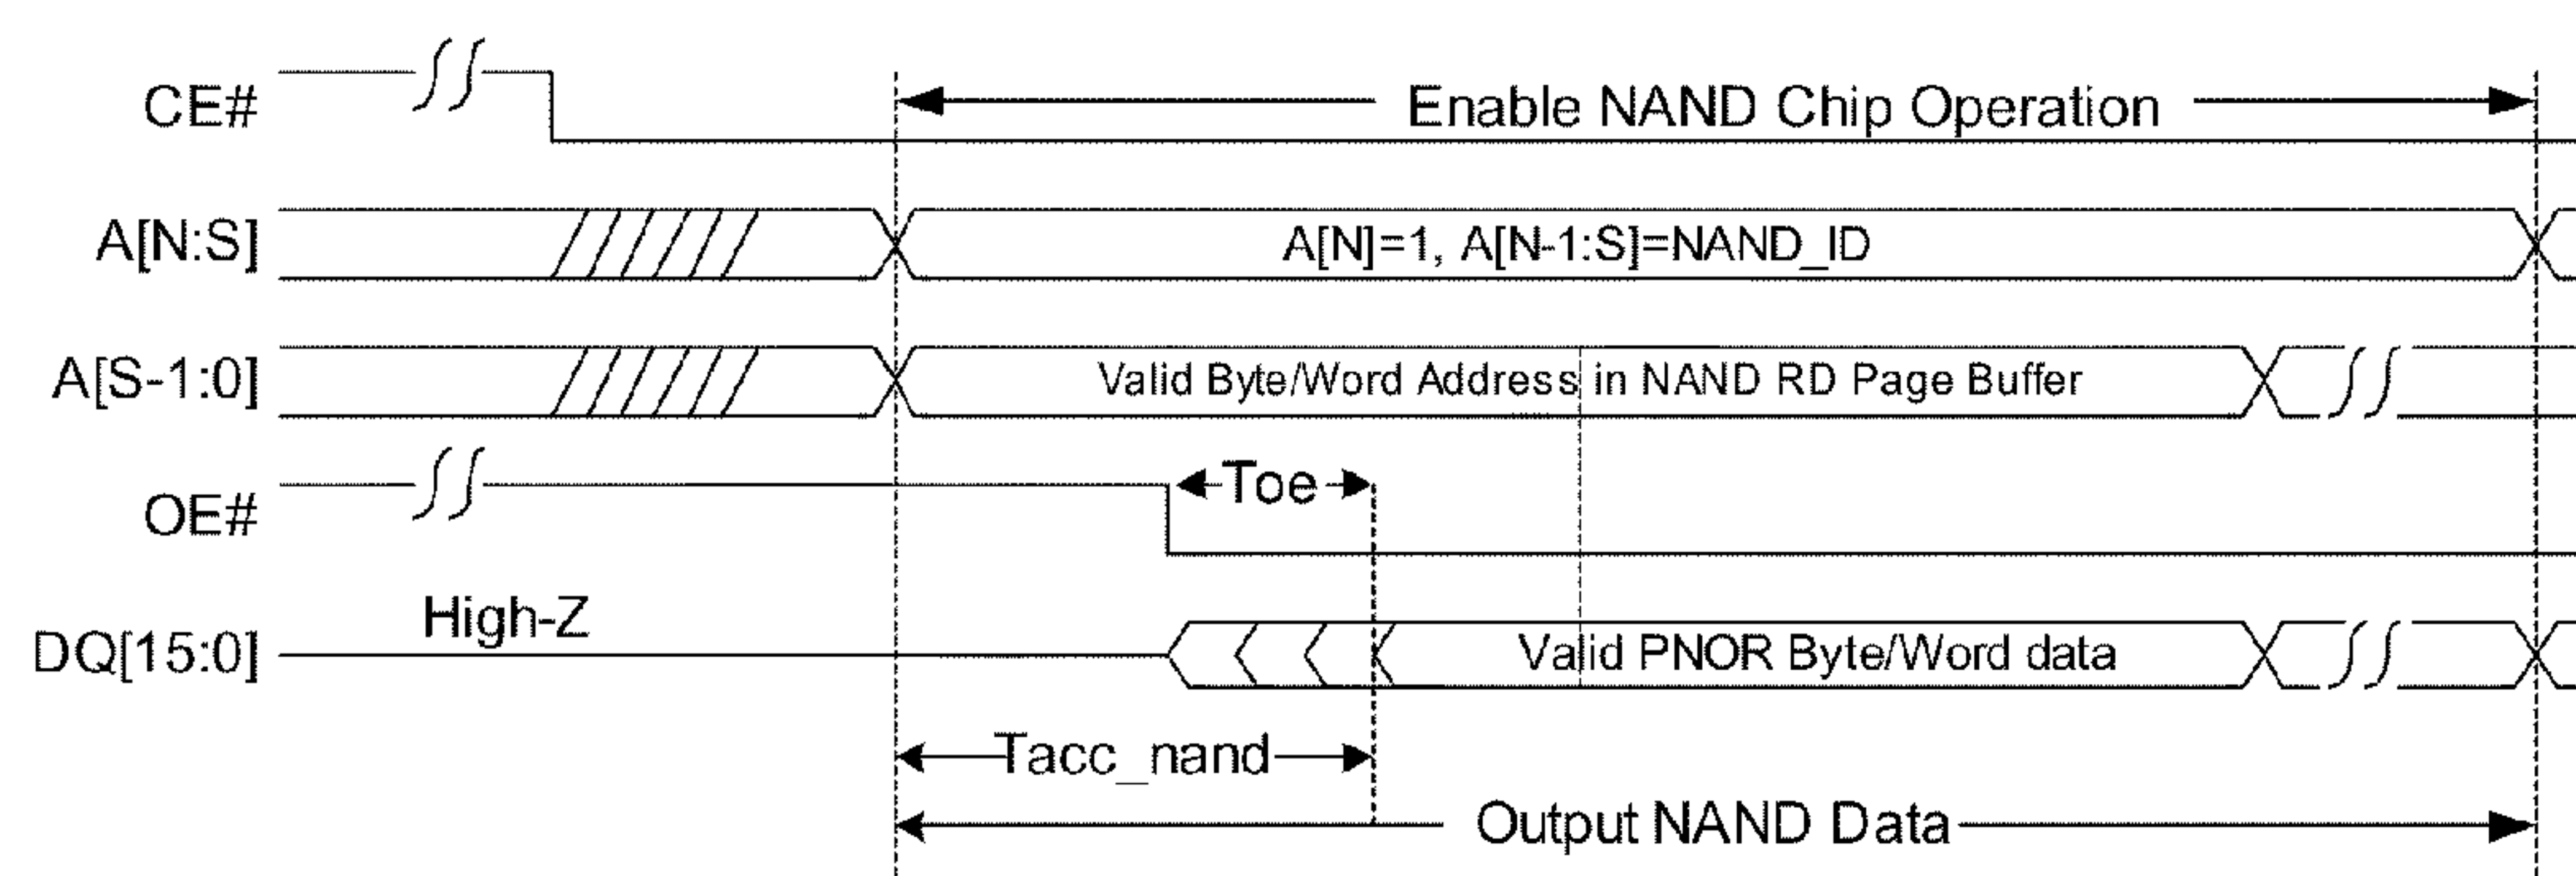 CE#
Enable NAND Chip Operation
A[N:S]
A[N]=1, A[N-1:S]=NAND_ID
A[S-1:0]
Valid Byte/Word Address in NAND RD Page Buffer
OE#
Toe
High-Z
DQ[15:0]
Valid PNOR Byte/Word data
Tacc_nand
Output NAND Data